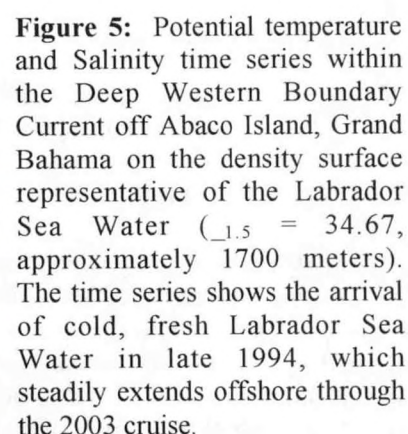 Figure 5: Potential temperature
and Salinity time series within
the Deep Western Boundary
Current off Abaco Island, Grand
Bahama on the density surface
representative of the Labrador
Sea Water (_1.5 = 34.67,
approximately 1700 meters).
The time series shows the arrival
of cold, fresh Labrador Sea
Water in late 1994, which
steadily extends offshore through
the 2003 cruise.